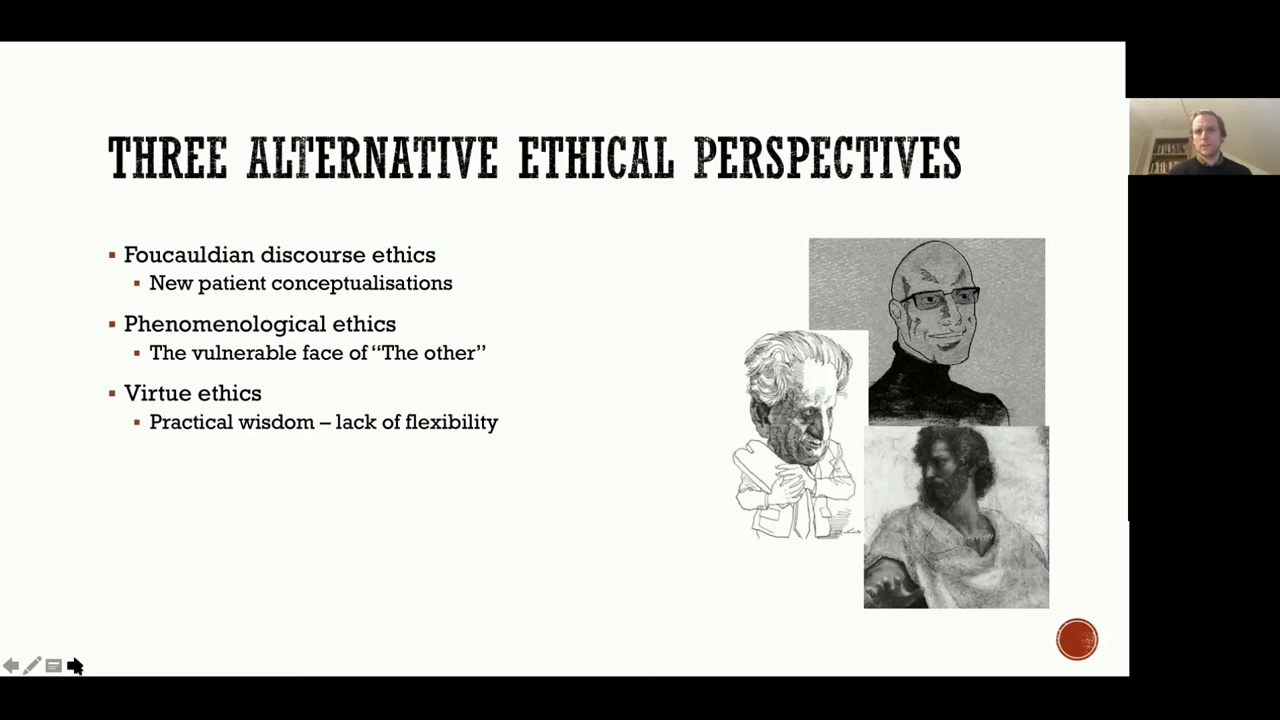 THREE ALTERNATIVE ETHICAL PERSPECTIVES
Foucauldian discourse ethics
New patient conceptualisations
Phenomenological ethics
The vulnerable face of “The other”
Virtue ethics
Practical wisdom – lack of flexibility